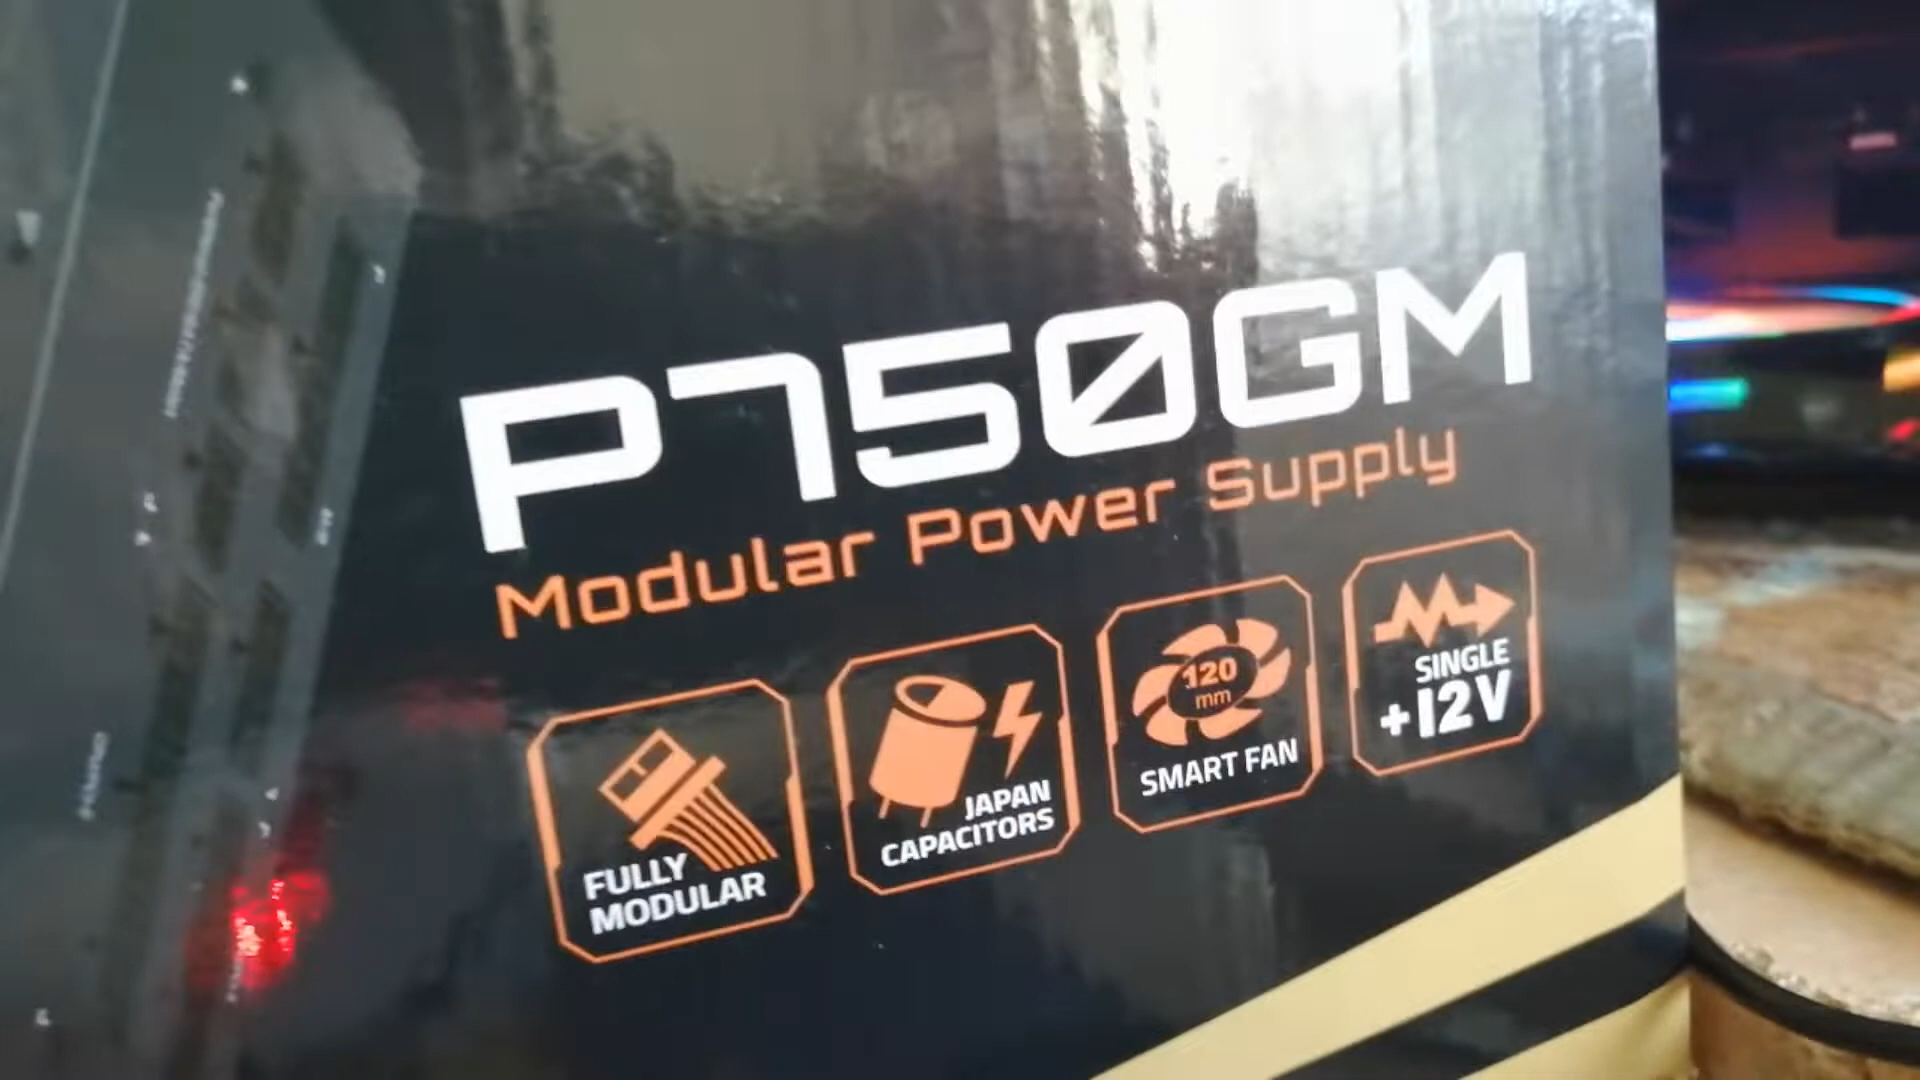 P750GM
Modular Power Supply
FULLY
MODULAR
JAPAN
CAPACITORS
120
mm
SMART FAN
SINGLE
+12V